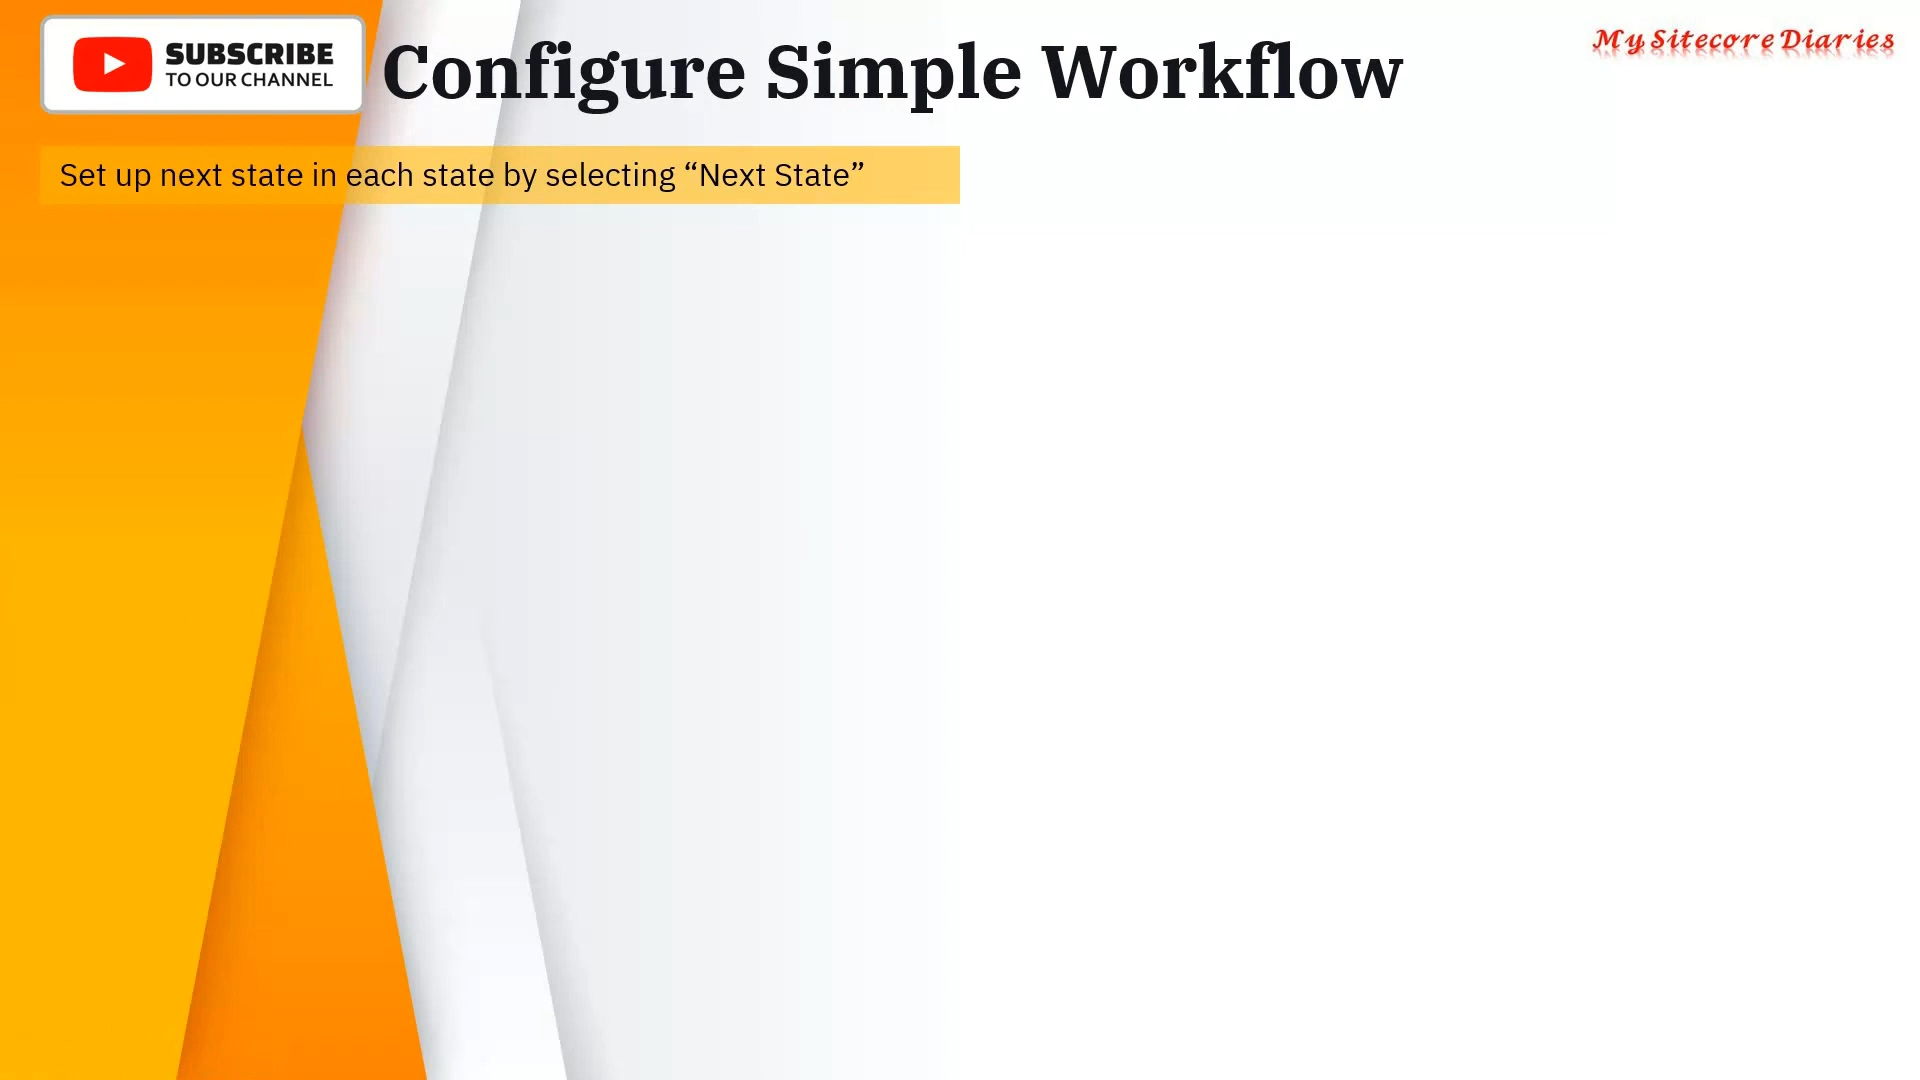 SUBSCRIBE
TO OUR CHANNEL
Configure Simple Workflow
My Sitecore Diaries
Set up next state in each state by selecting “Next State”